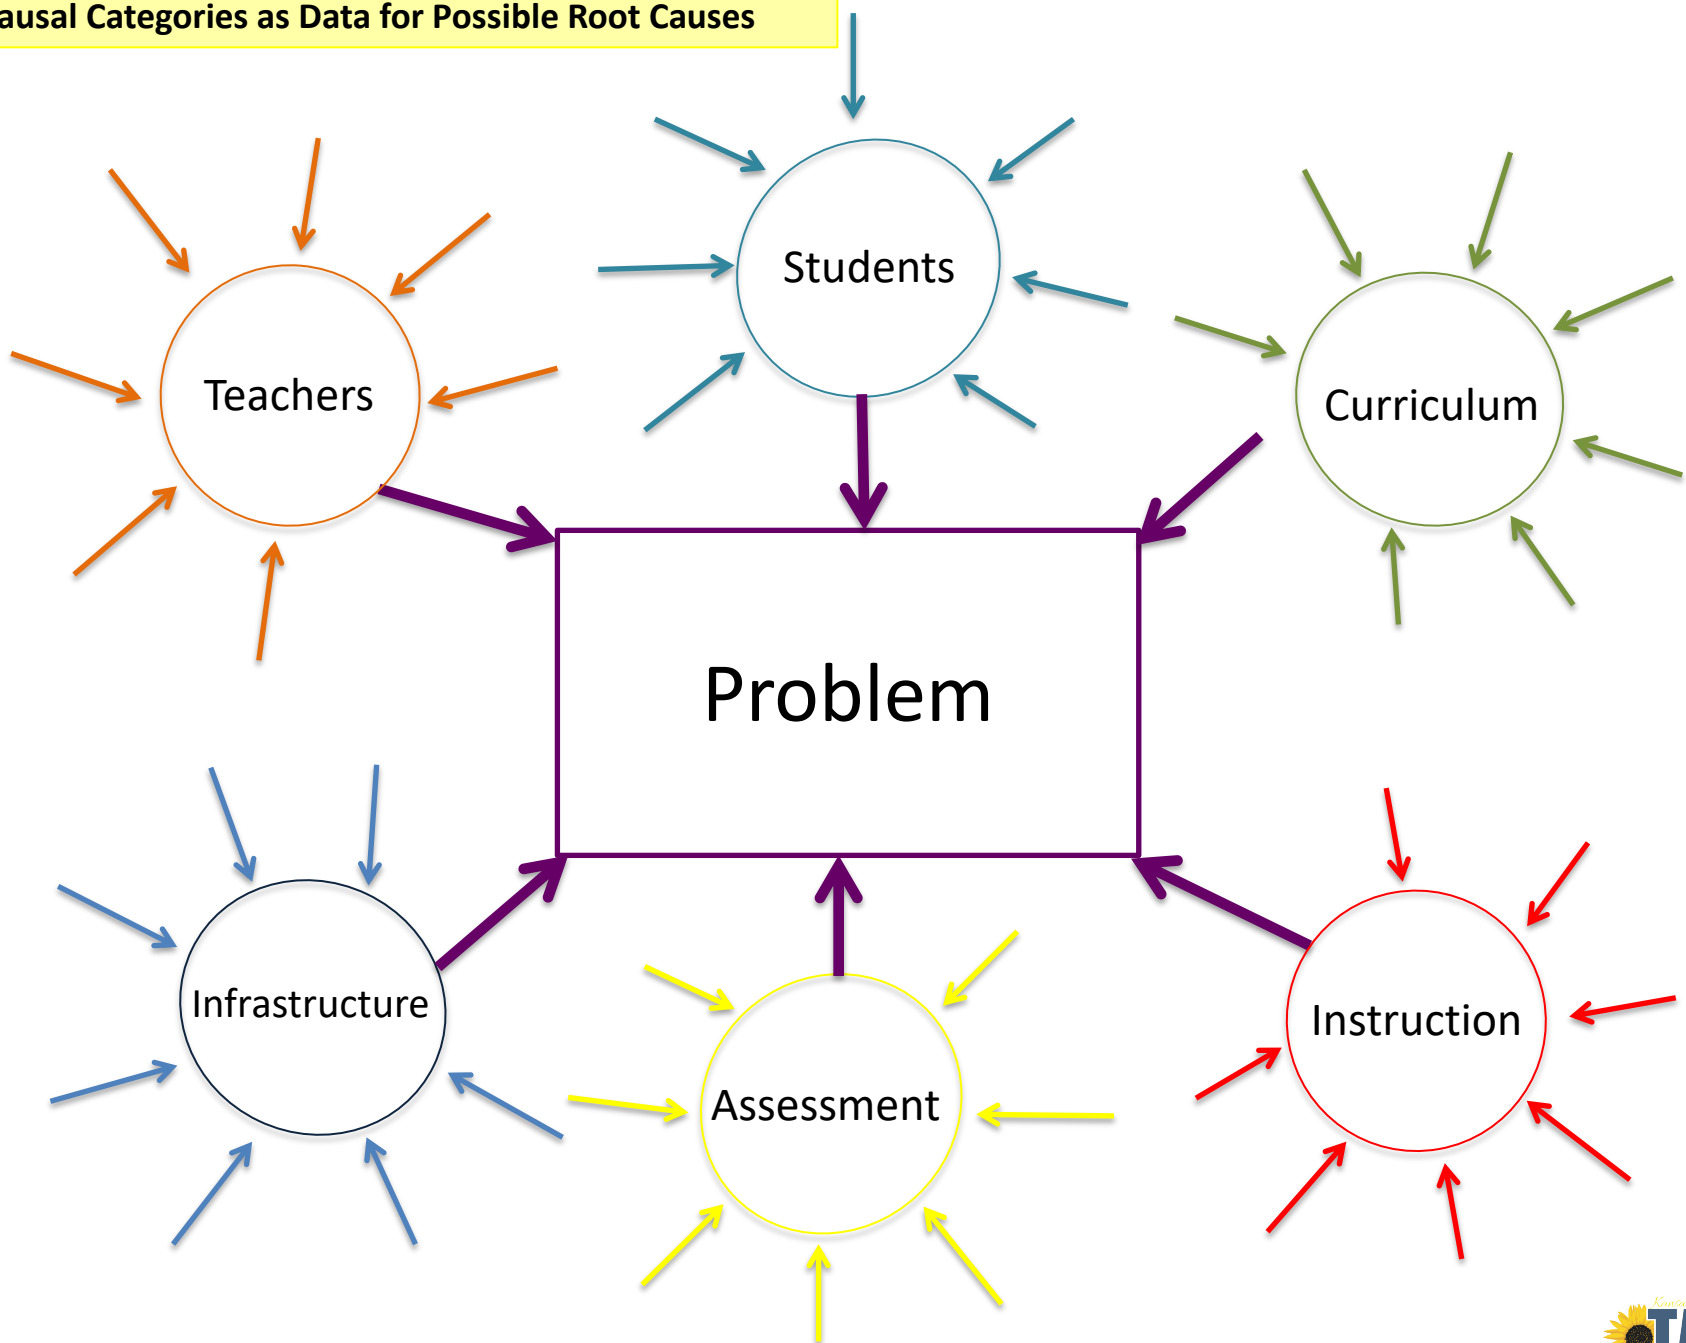 ausal Categories as Data for Possible Root Causes
Students
Teachers
Curriculum
Problem
Infrastructure
Instruction
Assessment